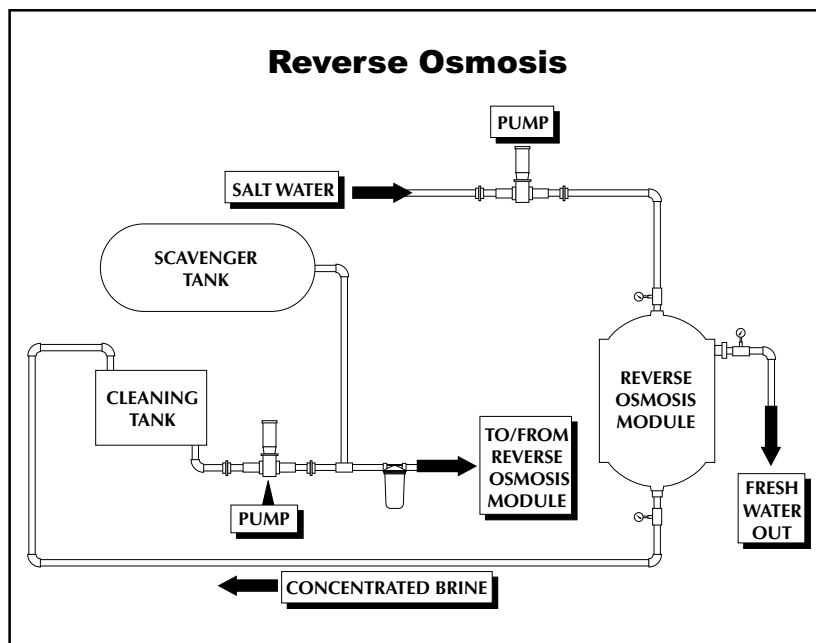 Reverse Osmosis
PUMP
SALT WATER
SCAVENGER
TANK
REVERSE
OSMOSIS
MODULE
CLEANING
TANK
TO/FROM
REVERSE
OSMOSIS
MODULE
FRESH
WATER
OUT
PUMP
CONCENTRATED BRINE